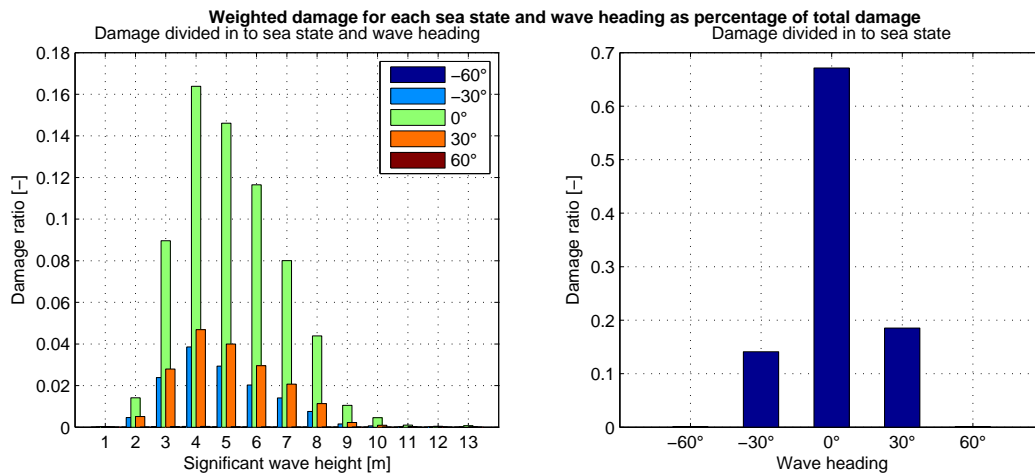 Weighted damage for each sea state and wave heading as percentage of total damage
Damage divided in to sea state and wave heading
0.18
0.16
0.14
0.12
0.1
0.08
0.06
0.04
0.02
0
Damage ratio [−]
1 2 3 4 5 6 7 8 9 10 11 12 13
Significant wave height [m]
−60°
−30°
0°
30°
60°
Damage divided in to sea state
0.7
0.6
0.5
0.4
0.3
0.2
0.1
0
Damage ratio [−]
−60° −30° 0° 30° 60°
Wave heading